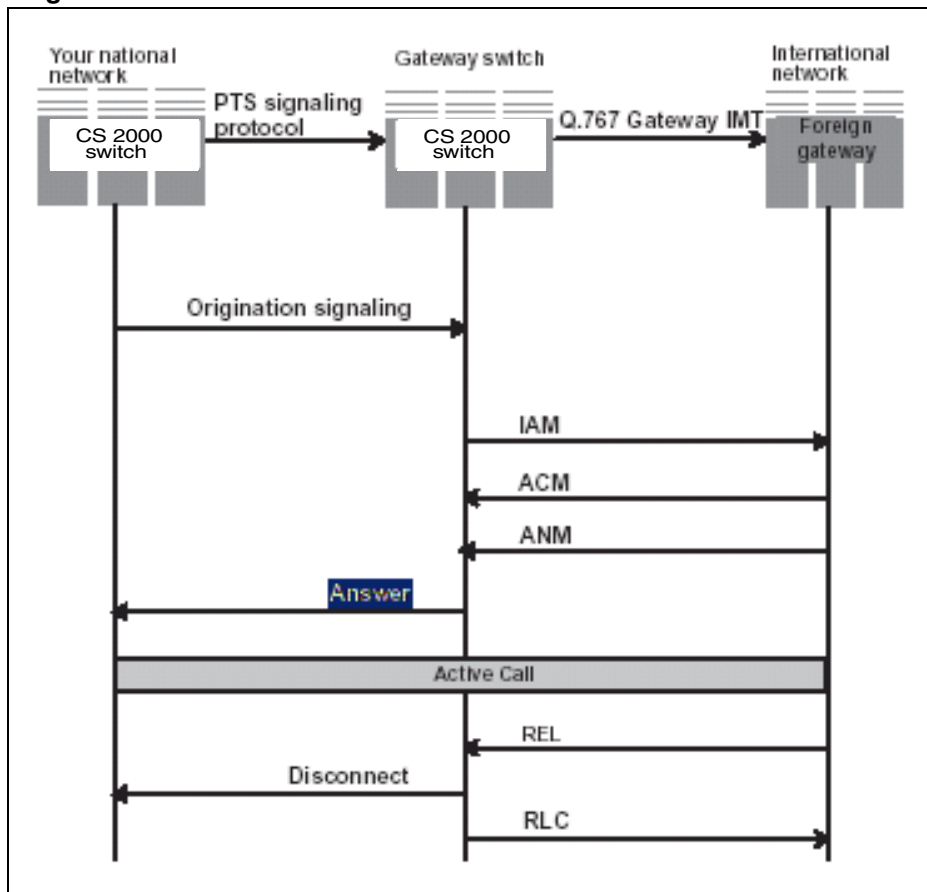 Your national
network
Gateway switch
International
network
PTS signaling
protocol
Q.767 Gateway IMT
CS 2000
switch
CS 2000
switch
Foreign
gateway
Origination signaling
IAM
ACM
ANM
Answer
Active Call
REL
Disconnect
RLC